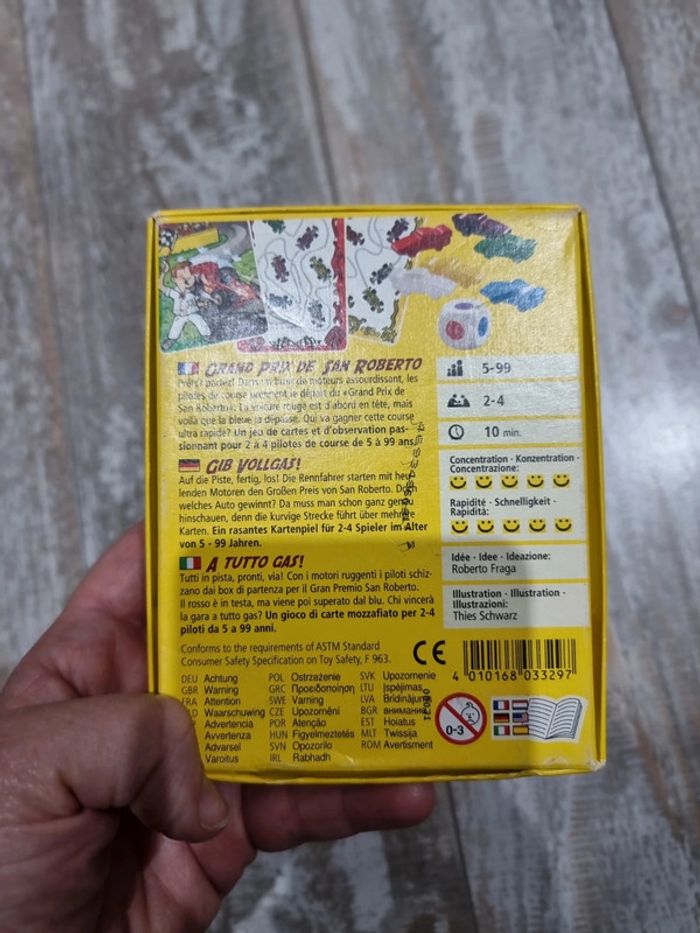 GRAND PRIX DE SAN ROBERTO
Prêts? partez! Dans un bruit de moteurs assourdissant, les
pilotes de course prennent le départ du «Grand Prix de
San Roberto». La voiture rouge est d'abord en tête, mais
voilà que la bleue la dépasse. Qui va gagner cette course
ultra rapide? Un jeu de cartes et d'observation pas-
sionnant pour 2 à 4 pilotes de course de 5 à 99 ans.
GIB VOLLGAS!
Auf die Piste, fertig, los! Die Rennfahrer starten mit heu-
lenden Motoren den Großen Preis von San Roberto. Doch
welches Auto gewinnt? Da muss man schon ganz genau
hinschauen, denn die kurvige Strecke führt über mehrere
Karten. Ein rasantes Kartenpiel für 2-4 Spieler im Alter
von 5 - 99 Jahren.
A TUTTO GAS!
Tutti in pista, pronti, via! Con i motori ruggenti i piloti schiz-
zano dai box di partenza per il Gran Premio San Roberto.
Il rosso è in testa, ma viene poi superato dal blu. Chi vincerà
la gara a tutto gas? Un gioco di carte mozzafiato per 2-4
piloti da 5 a 99 anni.
5-99
2-4
10 min.
Concentration - Konzentration -
Concentrazione:
Rapidité - Schnelligkeit -
Rapidità:
Idée - Idee - Ideazione:
Roberto Fraga
Illustration - Illustration -
Illustrazioni:
Thies Schwarz
Conforms to the requirements of ASTM Standard
Consumer Safety Specification on Toy Safety, F 963.
CE
4 010168 033297
DEU Achtung
GBR Warning
FRA Attention
Waarschuwing
Advertencia
Avvertenza
Advarsel
Varoitus
POL Ostrzeżenie
GRC Προειδοποίηση
SWE Varning
CZE Upozornění
POR Atenção
HUN Figyelmeztetés
SVN Opozorilo
IRL Rabhadh
SVK Upozornenie
LTU Įspėjimas
LVA Brīdinājums
BGR внимание
EST Hoiatus
MLT Twissija
ROM Avertisment
0-3